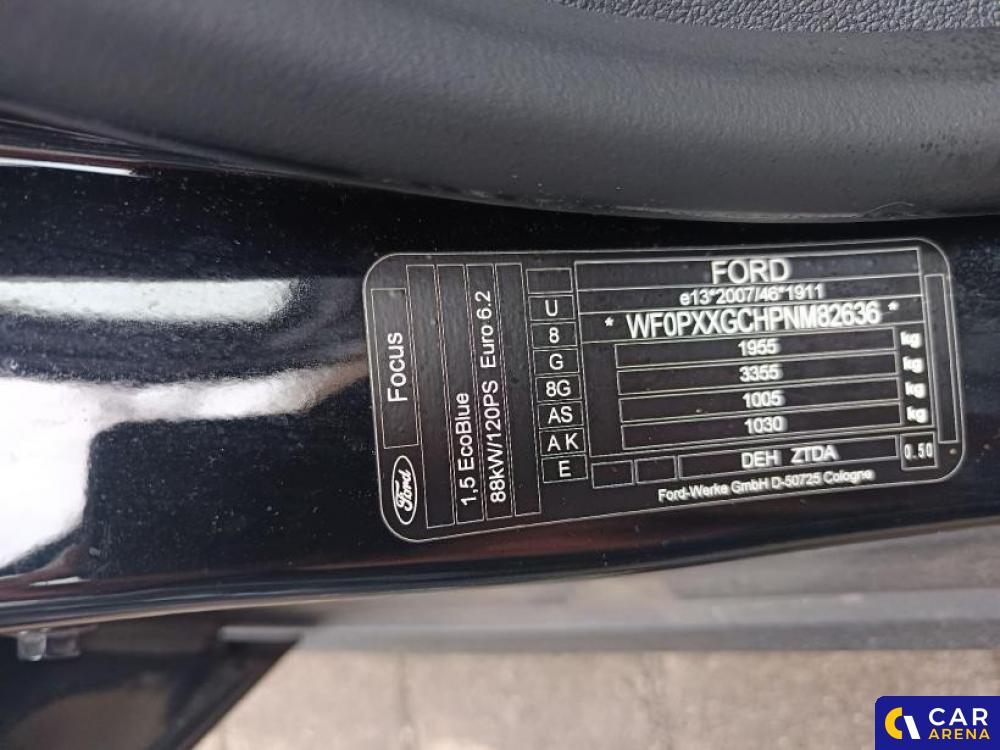 FORD
e13*2007/46*1911
* WF0PXXGCHPNM82636 *
1955 kg
3355 kg
1005 kg
1030 kg
DEH ZTDA
0.50
Ford-Werke GmbH D-50725 Cologne
U
8
G
8G
AS
A K
E
Focus
1,5 EcoBlue
88kW/120PS Euro 6.2
Ford
CAR
ARENA